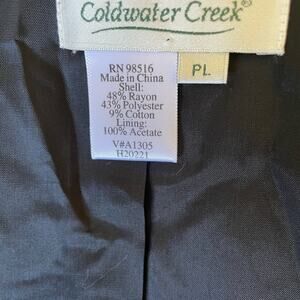 Coldwater Creek®
PL
RN 98516
Made in China
Shell:
48% Rayon
43% Polyester
9% Cotton
Lining:
100% Acetate
V#A1305
H20221